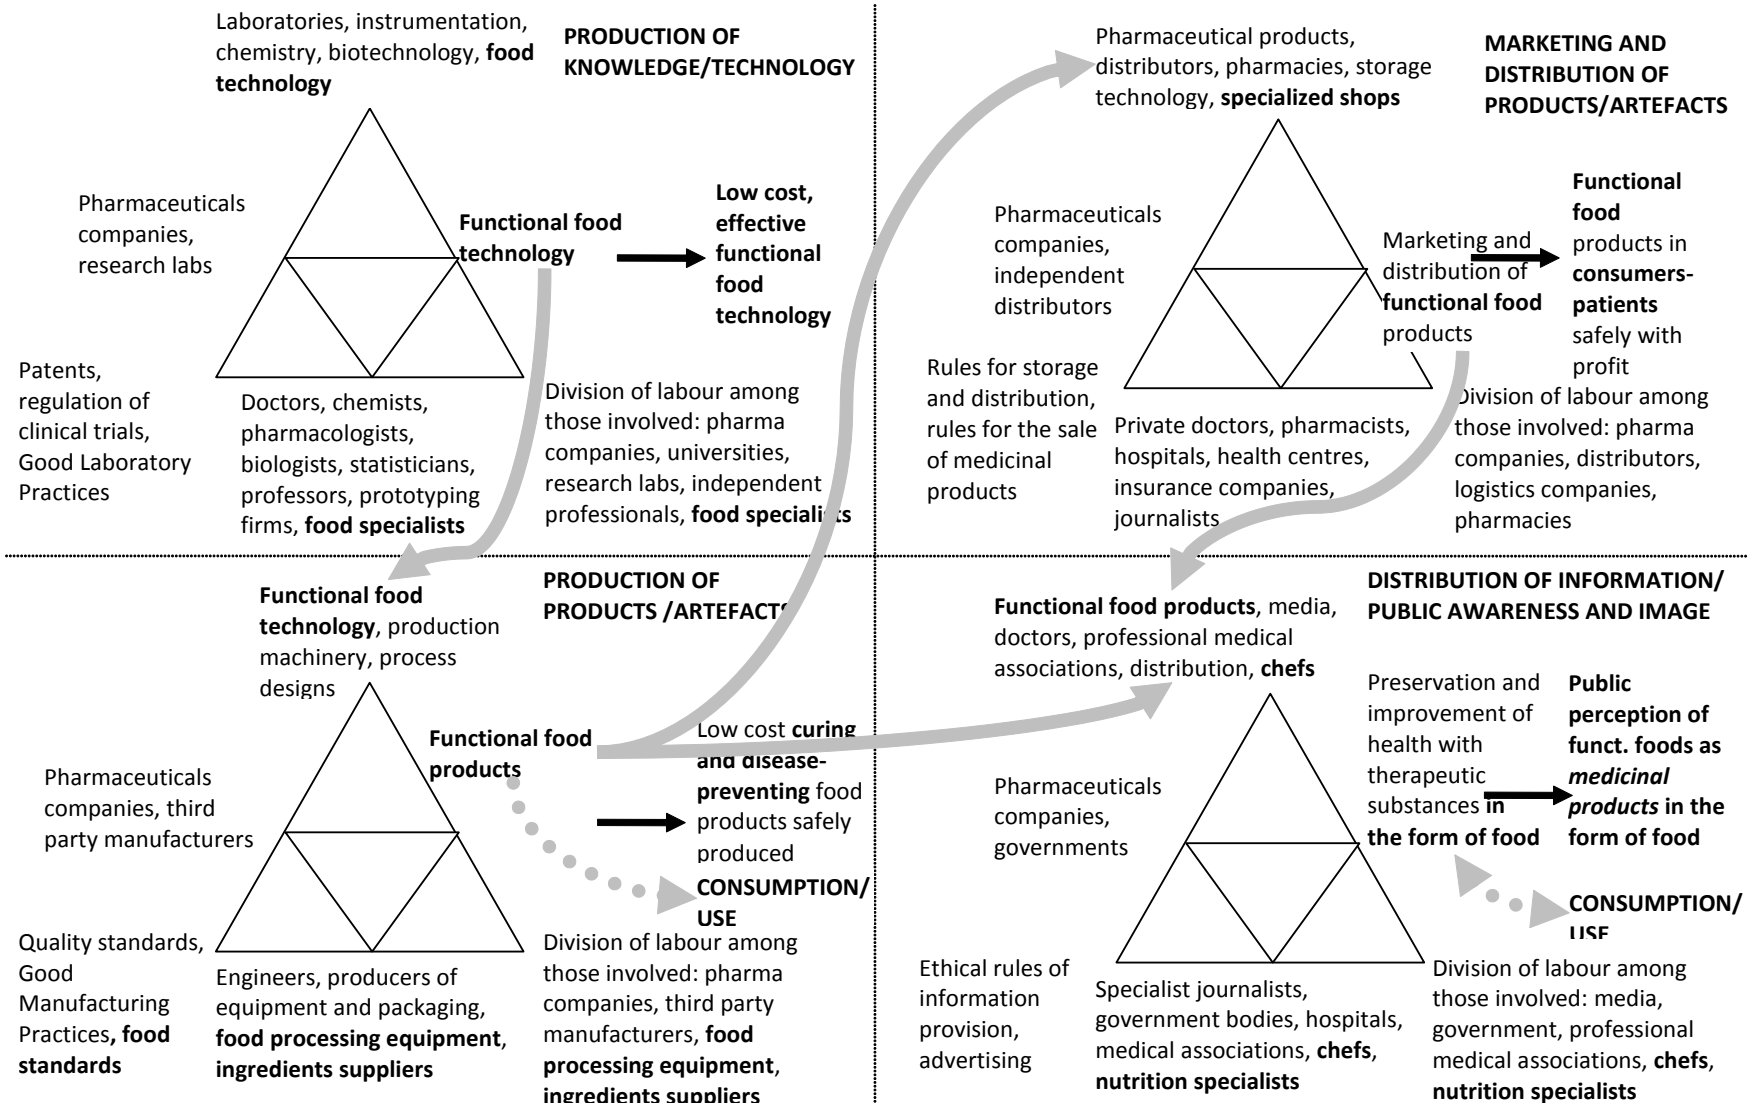 Laboratories, instrumentation,
chemistry, biotechnology, food
technology
PRODUCTION OF
KNOWLEDGE/TECHNOLOGY
Pharmaceuticals
companies,
research labs
Functional food
technology
Low cost,
effective
functional
food
technology
Patents,
regulation of
clinical trials,
Good Laboratory
Practices
Doctors, chemists,
pharmacologists,
biologists, statisticians,
professors, prototyping
firms, food specialists
Division of labour among
those involved: pharma
companies, universities,
research labs, independent
professionals, food specialists
Pharmaceutical products,
distributors, pharmacies, storage
technology, specialized shops
MARKETING AND
DISTRIBUTION OF
PRODUCTS/ARTEFACTS
Pharmaceuticals
companies,
independent
distributors
Marketing and
distribution of
functional food
products
Functional
food
products in
consumers-
patients
safely with
profit
Rules for storage
and distribution,
rules for the sale
of medicinal
products
Private doctors, pharmacists,
hospitals, health centres,
insurance companies,
journalists
Division of labour among
those involved: pharma
companies, distributors,
logistics companies,
pharmacies
Functional food
technology, production
machinery, process
designs
PRODUCTION OF
PRODUCTS /ARTEFACTS
Pharmaceuticals
companies, third
party manufacturers
Functional food
products
Low cost curing
and disease-
preventing food
products safely
produced
CONSUMPTION/
USE
Quality standards,
Good
Manufacturing
Practices, food
standards
Engineers, producers of
equipment and packaging,
food processing equipment,
ingredients suppliers
Division of labour among
those involved: pharma
companies, third party
manufacturers, food
processing equipment,
ingredients suppliers
Functional food products, media,
doctors, professional medical
associations, distribution, chefs
DISTRIBUTION OF INFORMATION/
PUBLIC AWARENESS AND IMAGE
Pharmaceuticals
companies,
governments
Preservation and
improvement of
health with
therapeutic
substances in
the form of food
Public
perception of
funct. foods as
medicinal
products in the
form of food
CONSUMPTION/
USE
Ethical rules of
information
provision,
advertising
Specialist journalists,
government bodies, hospitals,
medical associations, chefs,
nutrition specialists
Division of labour among
those involved: media,
government, professional
medical associations, chefs,
nutrition specialists